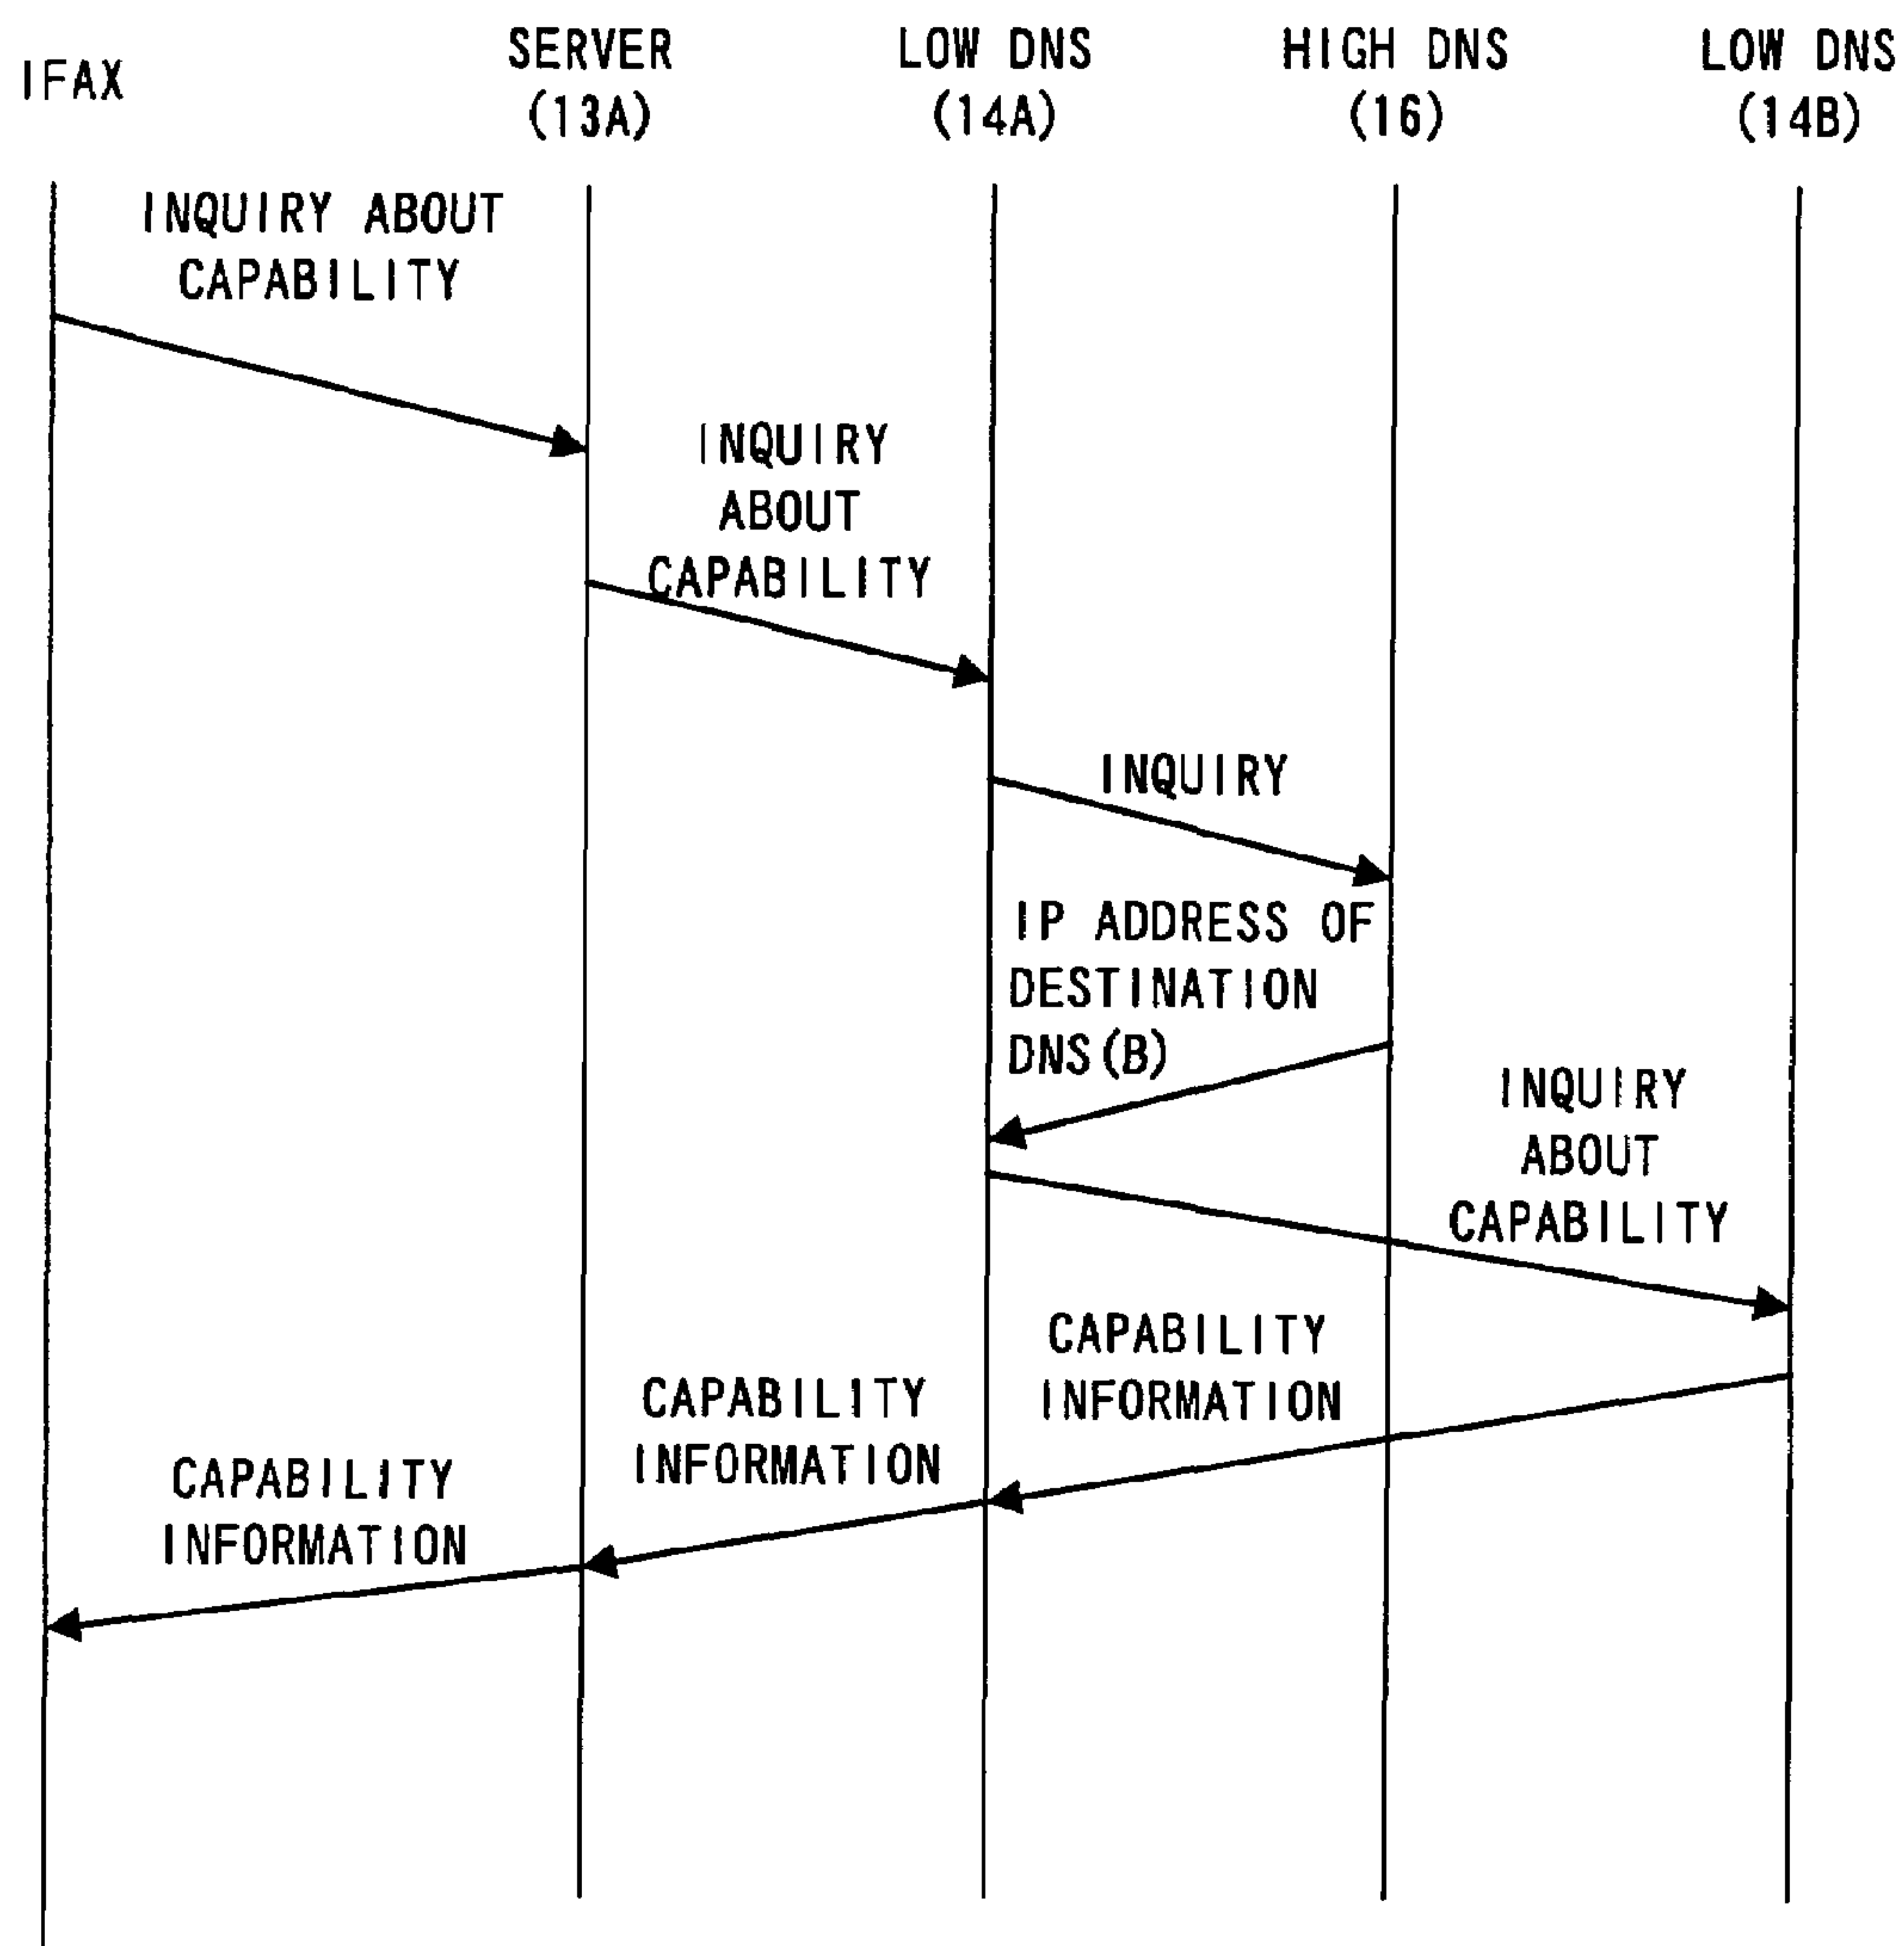 IFAX
SERVER
(13A)
LOW DNS
(14A)
HIGH DNS
(16)
LOW DNS
(14B)
INQUIRY ABOUT
CAPABILITY
INQUIRY
ABOUT
CAPABILITY
INQUIRY
IP ADDRESS OF
DESTINATION
DNS(B)
INQUIRY
ABOUT
CAPABILITY
CAPABILITY
INFORMATION
CAPABILITY
INFORMATION
CAPABILITY
INFORMATION